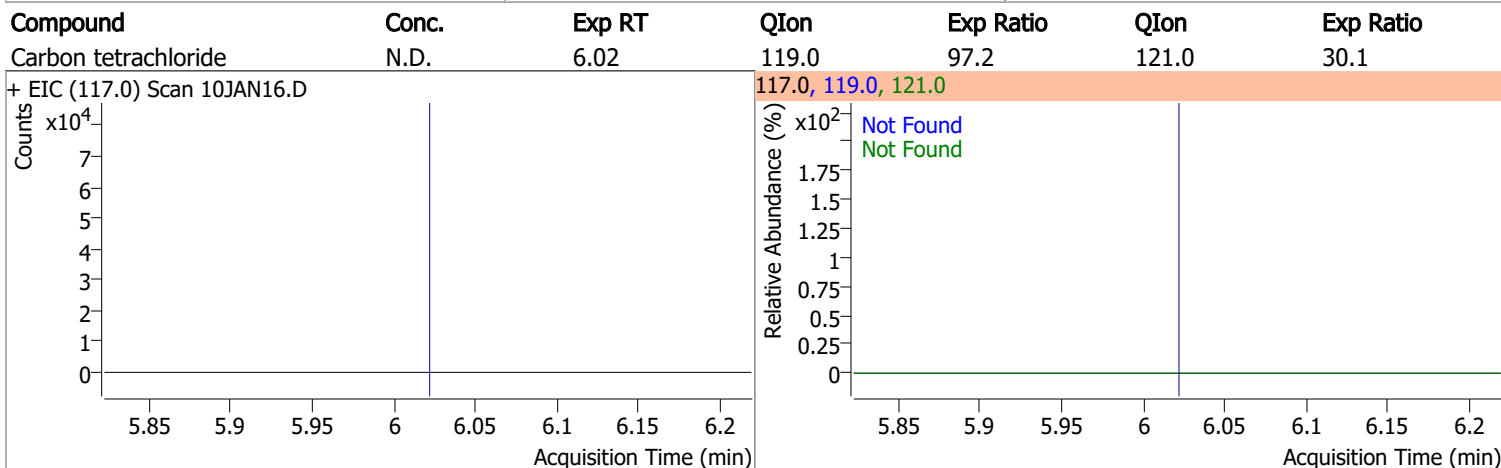 Compound Conc. Exp RT QIon Exp Ratio QIon Exp Ratio
Carbon tetrachloride N.D. 6.02 119.0 97.2 121.0 30.1
+ EIC (117.0) Scan 10JAN16.D
Counts
x10^4
7
6
5
4
3
2
1
0
5.85 5.9 5.95 6 6.05 6.1 6.15 6.2
Acquisition Time (min)
117.0, 119.0, 121.0
Relative Abundance (%)
x10^2
Not Found
Not Found
1.75
1.5
1.25
1
0.75
0.5
0.25
0
5.85 5.9 5.95 6 6.05 6.1 6.15 6.2
Acquisition Time (min)